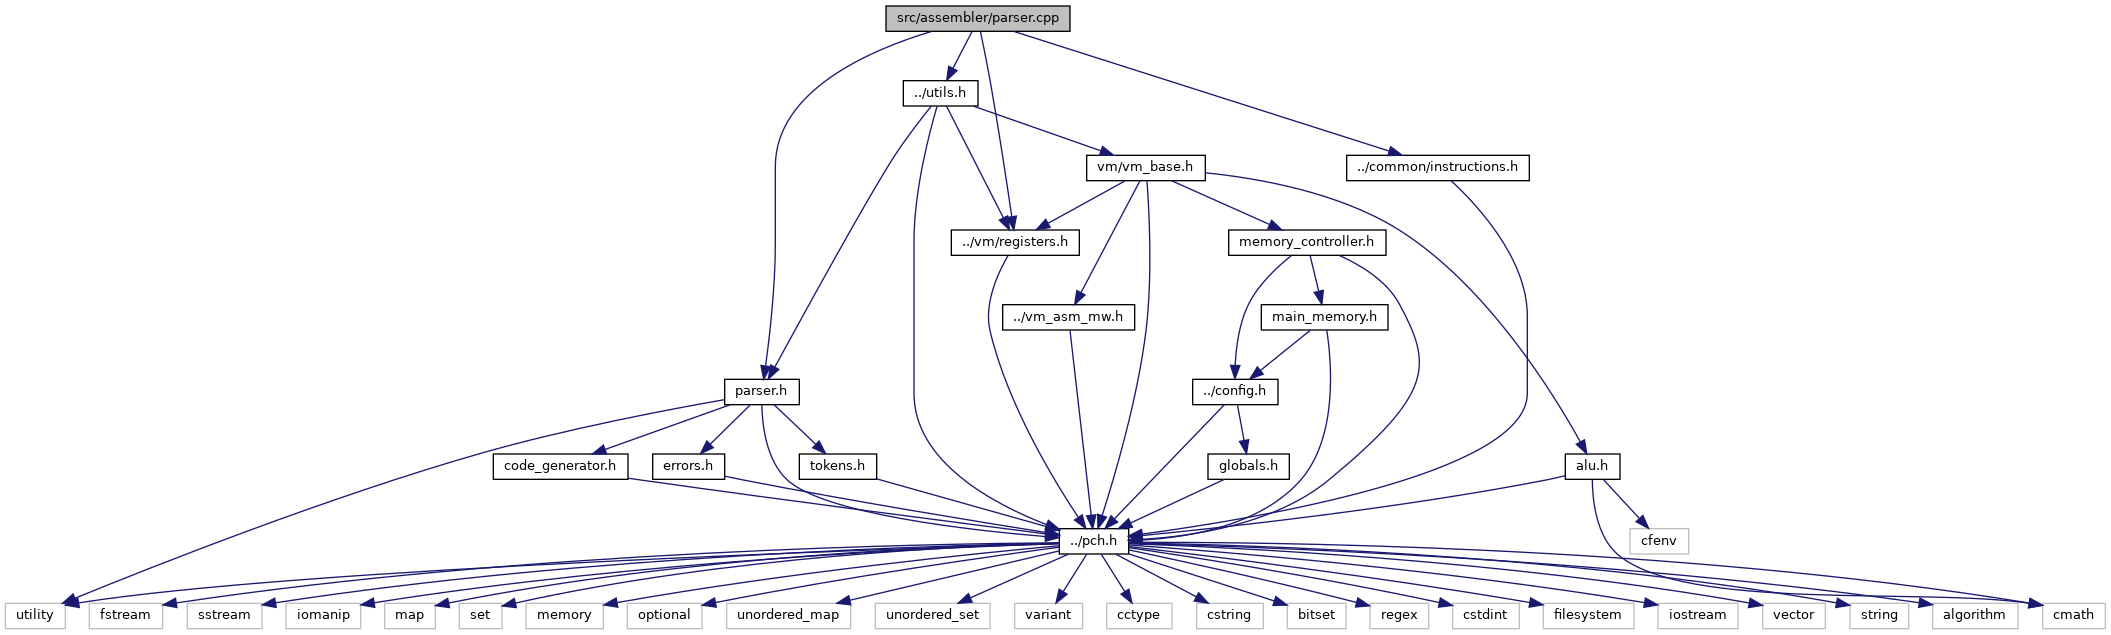 src/assembler/parser.cpp
../utils.h
vm/vm_base.h
../common/instructions.h
../vm/registers.h
memory_controller.h
../vm_asm_mw.h
main_memory.h
parser.h
../config.h
code_generator.h
errors.h
tokens.h
globals.h
alu.h
../pch.h
cfenv
utility
fstream
sstream
iomanip
map
set
memory
optional
unordered_map
unordered_set
variant
cctype
cstring
bitset
regex
cstdint
filesystem
iostream
vector
string
algorithm
cmath